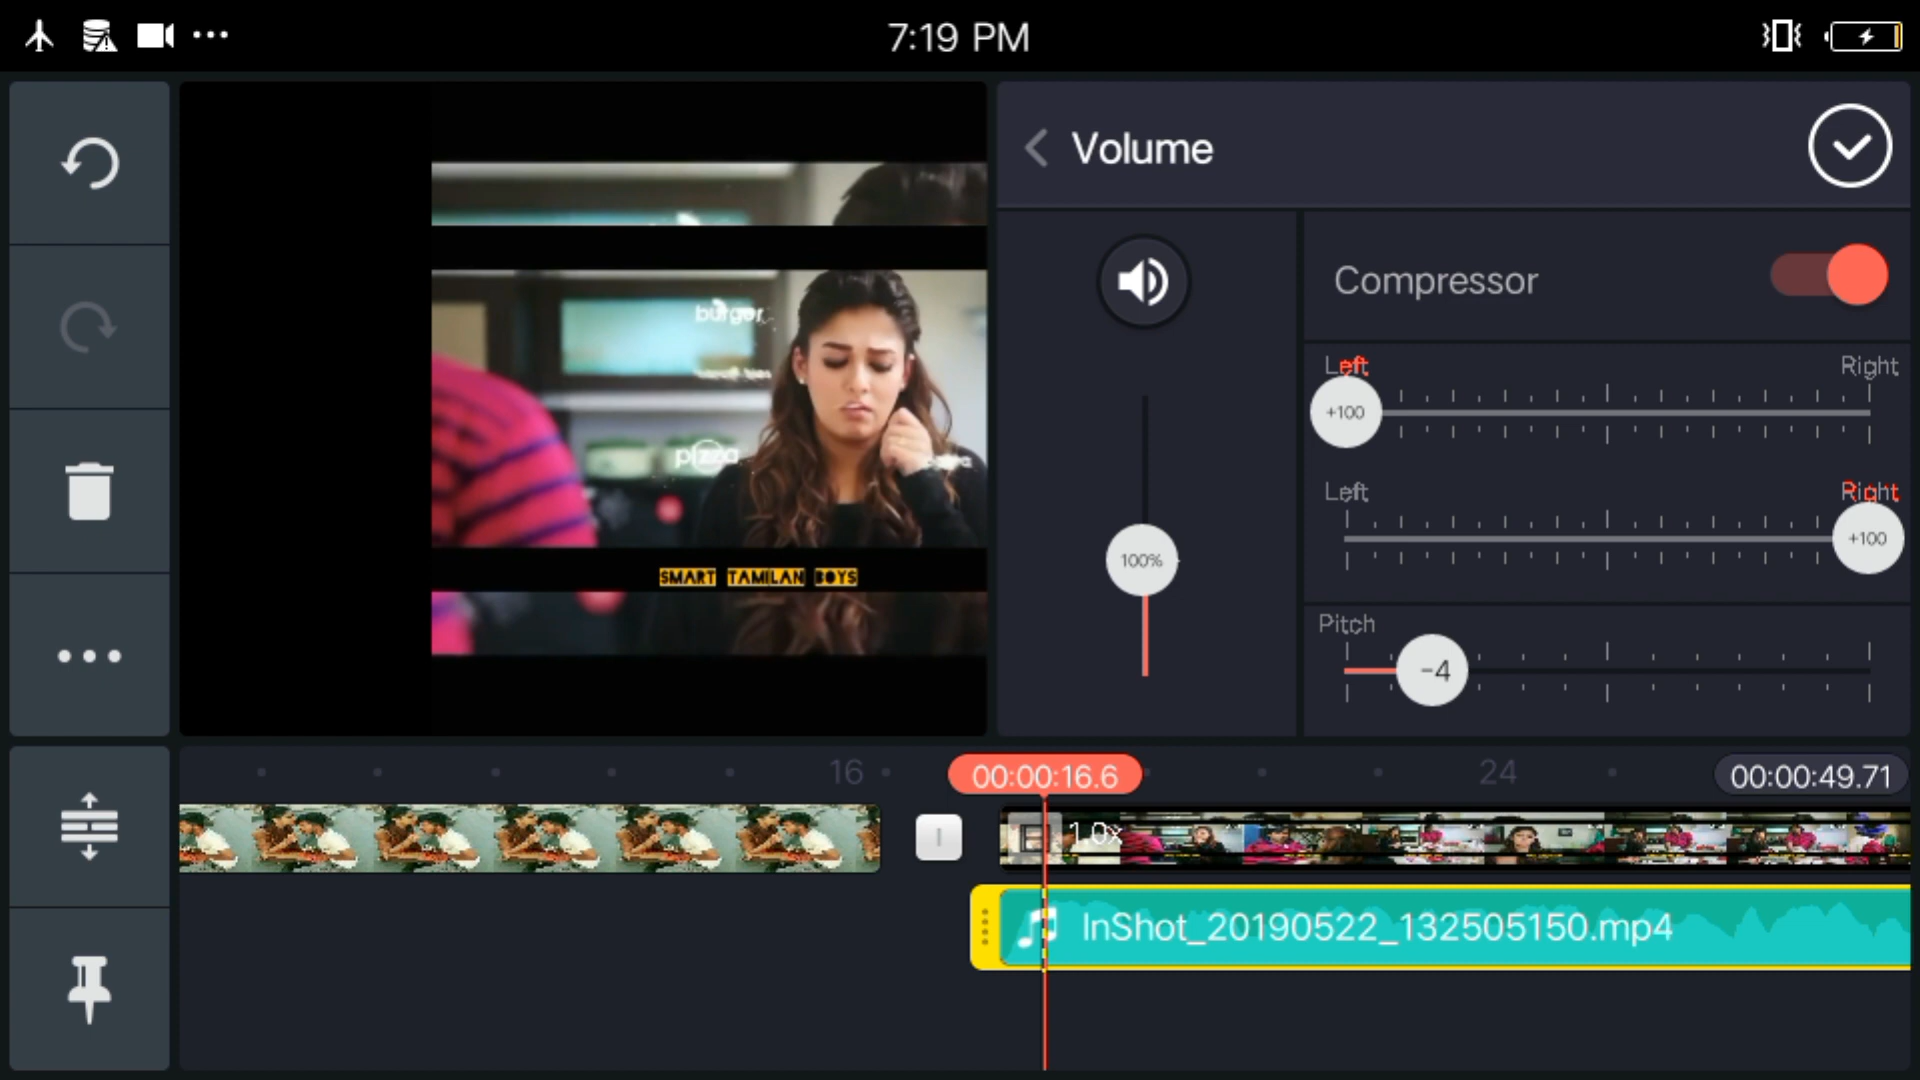 7:19 PM
Volume
Compressor
Left Right
+100
Left Right
+100
100%
Pitch
-4
burger
pizza
SMART TAMILAN BOYS
16
00:00:16.6
24
00:00:49.71
1.0x
InShot_20190522_132505150.mp4